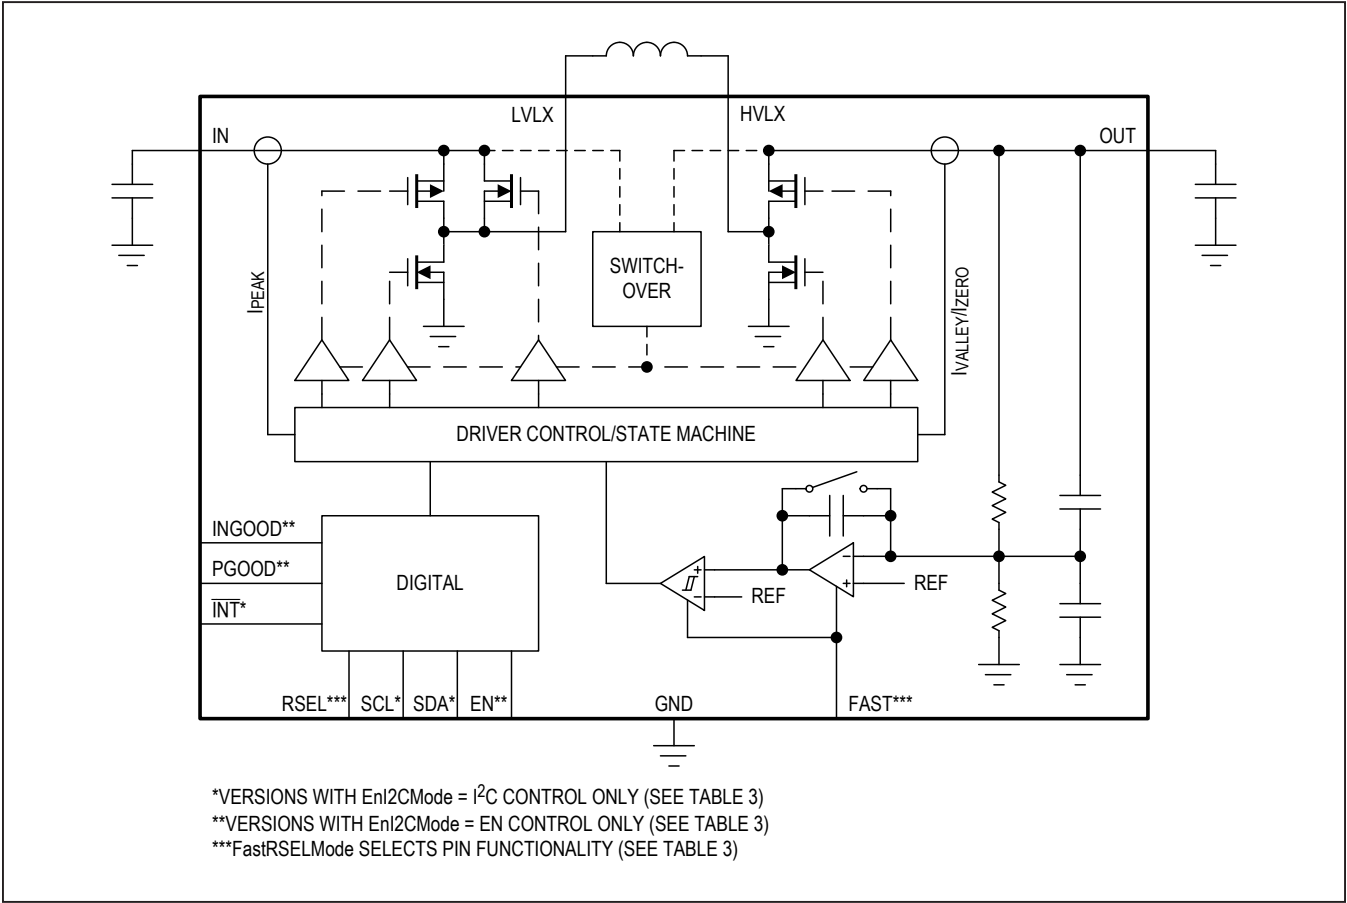 LVLX
HVLX
IN
OUT
SWITCH-
OVER
IPEAK
IVALLEY/IZERO
DRIVER CONTROL/STATE MACHINE
INGOOD**
PGOOD**
INT*
DIGITAL
+
-
REF
-
+
REF
RSEL***
SCL*
SDA*
EN**
GND
FAST***
*VERSIONS WITH EnI2CMode = I²C CONTROL ONLY (SEE TABLE 3)
**VERSIONS WITH EnI2CMode = EN CONTROL ONLY (SEE TABLE 3)
***FastRSELMode SELECTS PIN FUNCTIONALITY (SEE TABLE 3)